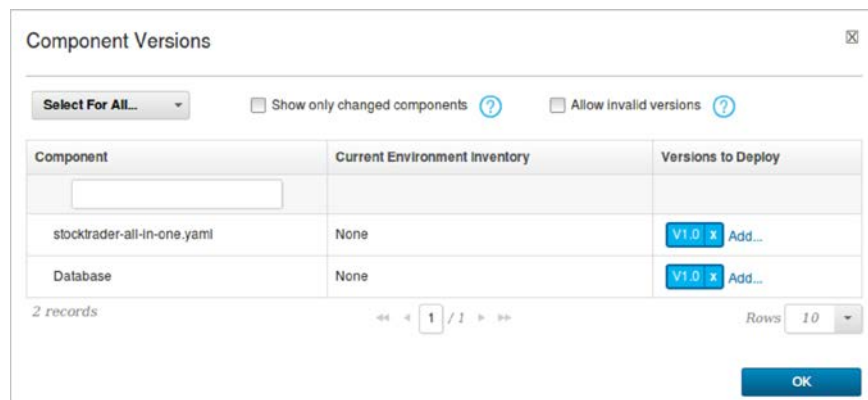 Component Versions
Select For All... Show only changed components ? Allow invalid versions ?
Component Current Environment Inventory Versions to Deploy
stocktrader-all-in-one.yaml None V1.0 x Add...
Database None V1.0 x Add...
2 records 1 / 1 Rows 10
OK